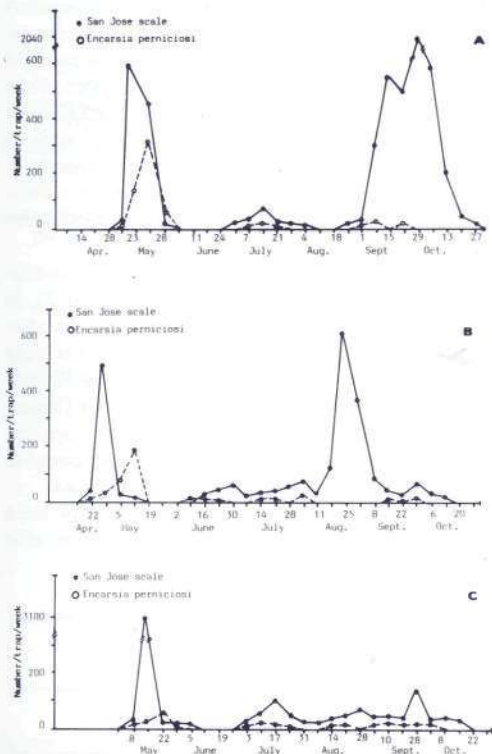 San Jose scale
Encarsia perniciosi
A
2040
600
400
200
0
Number/trap/week
14 28 23 28 11 24 7 21 4 18 1 15 29 13 27
Apr. May June July Aug. Sept Oct.
San Jose scale
Encarsia perniciosi
B
600
400
200
0
Number/trap/week
22 5 19 2 16 30 14 28 11 25 8 22 6 20
Apr. May June July Aug. Sept. Oct.
San Jose scale
Encarsia perniciosi
C
1100
200
0
Number/trap/week
8 22 5 19 3 17 31 14 28 10 28 8 22
May June July Aug. Sept. Oct.